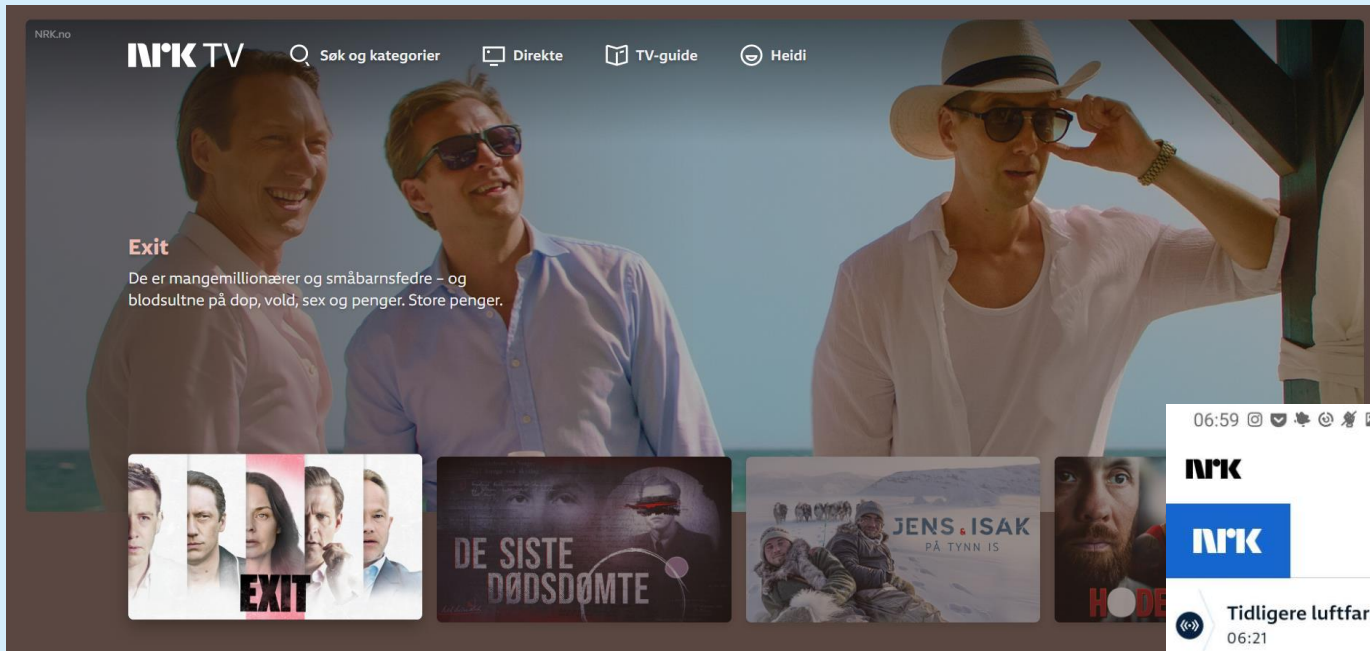 NRK.no
NRK TV
Søk og kategorier
Direkte
TV-guide
Heidi
Exit
De er mangemillionærer og småbarnsfedre – og
blodsultne på dop, vold, sex og penger. Store penger.
EXIT
DE SISTE
DØDSDØMTE
JENS & ISAK
PÅ TYNN IS
06:59
NRK
NRK
Tidligere luftfar
06:21